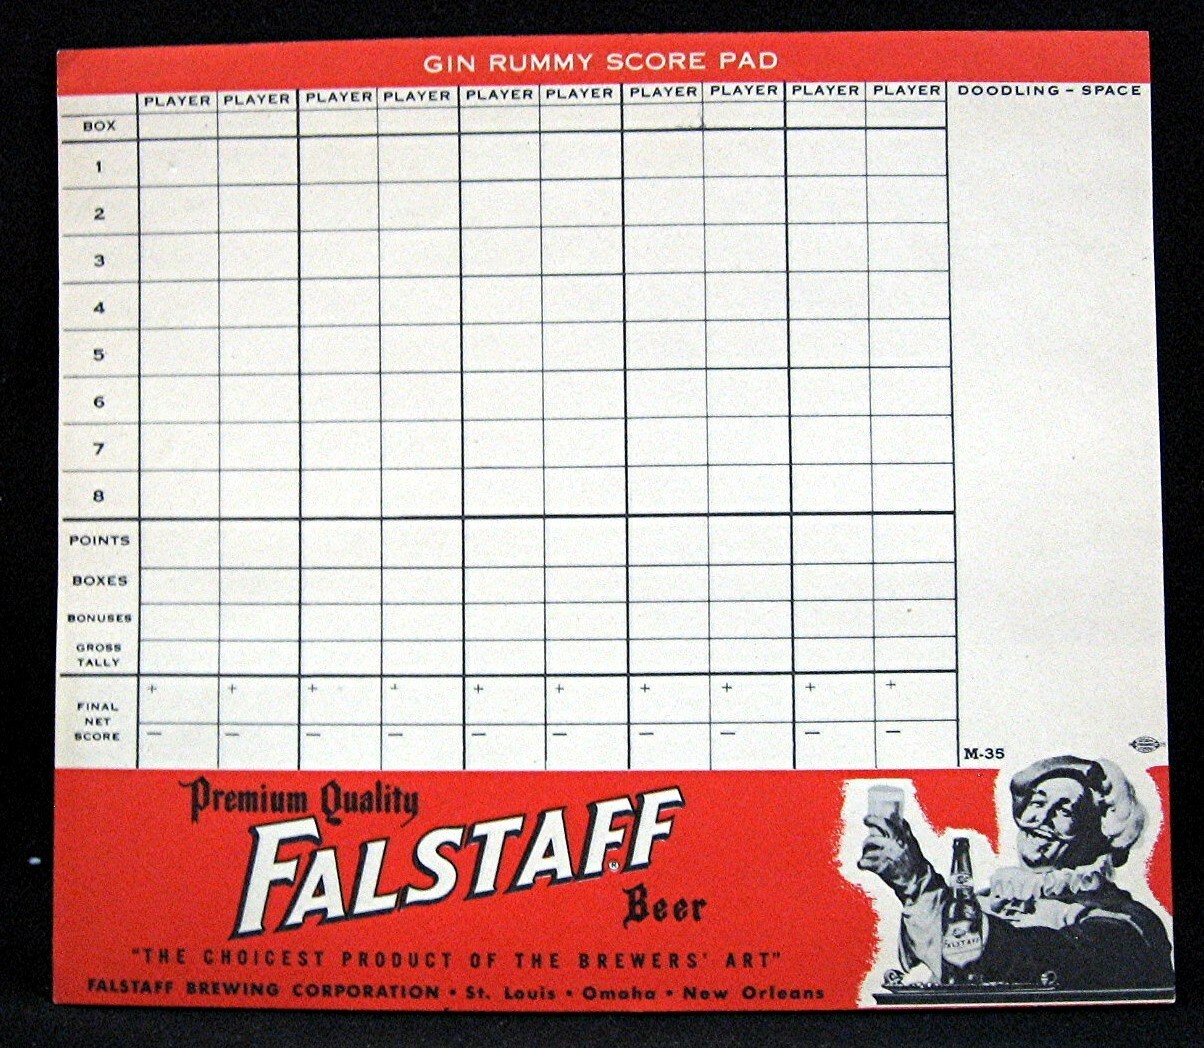 GIN RUMMY SCORE PAD
PLAYER PLAYER PLAYER PLAYER PLAYER PLAYER PLAYER PLAYER PLAYER PLAYER DOODLING - SPACE
BOX
1
2
3
4
5
6
7
8
POINTS
BOXES
BONUSES
GROSS
TALLY
+ + + + + + + + + +
FINAL
NET
SCORE
— — — — — — — — — —
M-35
Premium Quality
FALSTAFF®
Beer
FALSTAFF
"THE CHOICEST PRODUCT OF THE BREWERS' ART"
FALSTAFF BREWING CORPORATION • St. Louis • Omaha • New Orleans